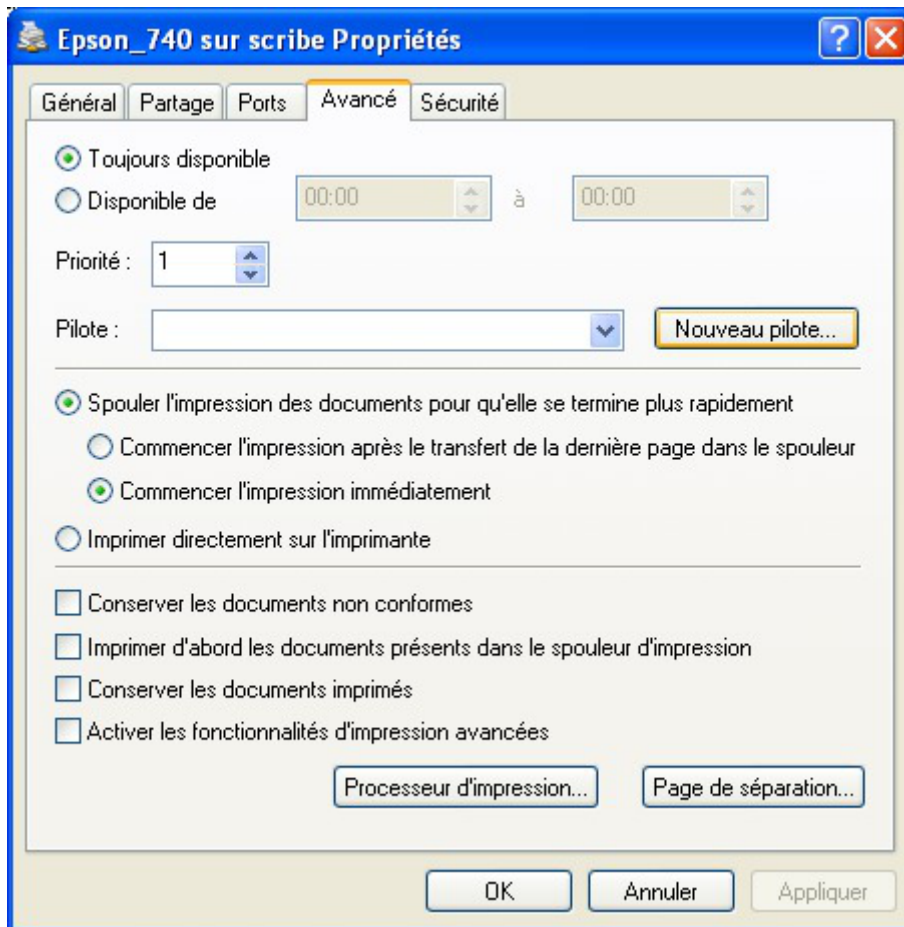 Epson_740 sur scribe Propriétés
Général Partage Ports Avancé Sécurité
Toujours disponible
Disponible de 00:00 à 00:00
Priorité : 1
Pilote : Nouveau pilote...
Spouler l'impression des documents pour qu'elle se termine plus rapidement
Commencer l'impression après le transfert de la dernière page dans le spouleur
Commencer l'impression immédiatement
Imprimer directement sur l'imprimante
Conserver les documents non conformes
Imprimer d'abord les documents présents dans le spouleur d'impression
Conserver les documents imprimés
Activer les fonctionnalités d'impression avancées
Processeur d'impression... Page de séparation...
OK Annuler Appliquer